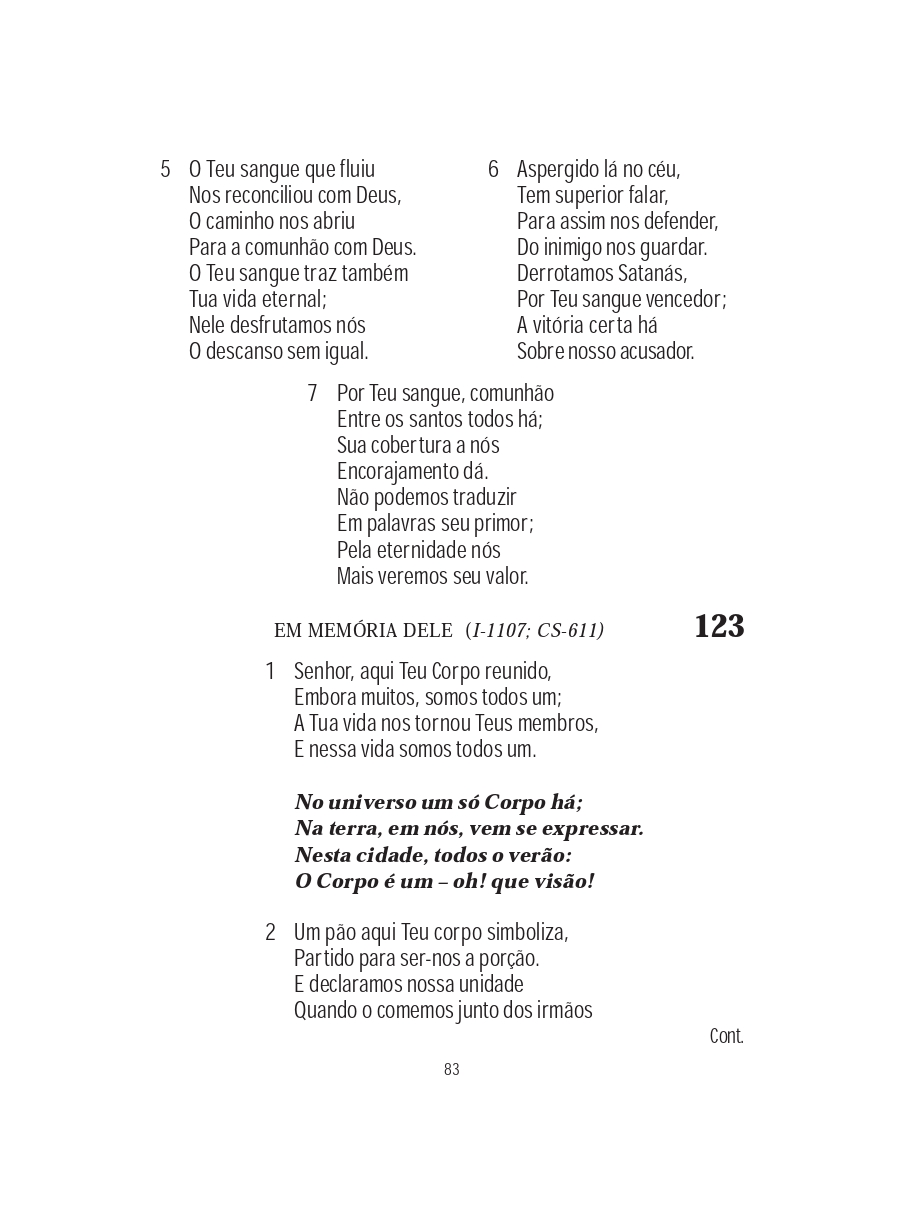 5 O Teu sangue que fluiu
Nos reconciliou com Deus,
O caminho nos abriu
Para a comunhão com Deus.
O Teu sangue traz também
Tua vida eternal;
Nele desfrutamos nós
O descanso sem igual.
6 Aspergido lá no céu,
Tem superior falar,
Para assim nos defender,
Do inimigo nos guardar.
Derrotamos Satanás,
Por Teu sangue vencedor;
A vitória certa há
Sobre nosso acusador.
7 Por Teu sangue, comunhão
Entre os santos todos há;
Sua cobertura a nós
Encorajamento dá.
Não podemos traduzir
Em palavras seu primor;
Pela eternidade nós
Mais veremos seu valor.
EM MEMÓRIA DELE (I-1107; CS-611) 123
1 Senhor, aqui Teu Corpo reunido,
Embora muitos, somos todos um;
A Tua vida nos tornou Teus membros,
E nessa vida somos todos um.
No universo um só Corpo há;
Na terra, em nós, vem se expressar.
Nesta cidade, todos o verão:
O Corpo é um – oh! que visão!
2 Um pão aqui Teu corpo simboliza,
Partido para ser-nos a porção.
E declaramos nossa unidade
Quando o comemos junto dos irmãos
Cont.
83